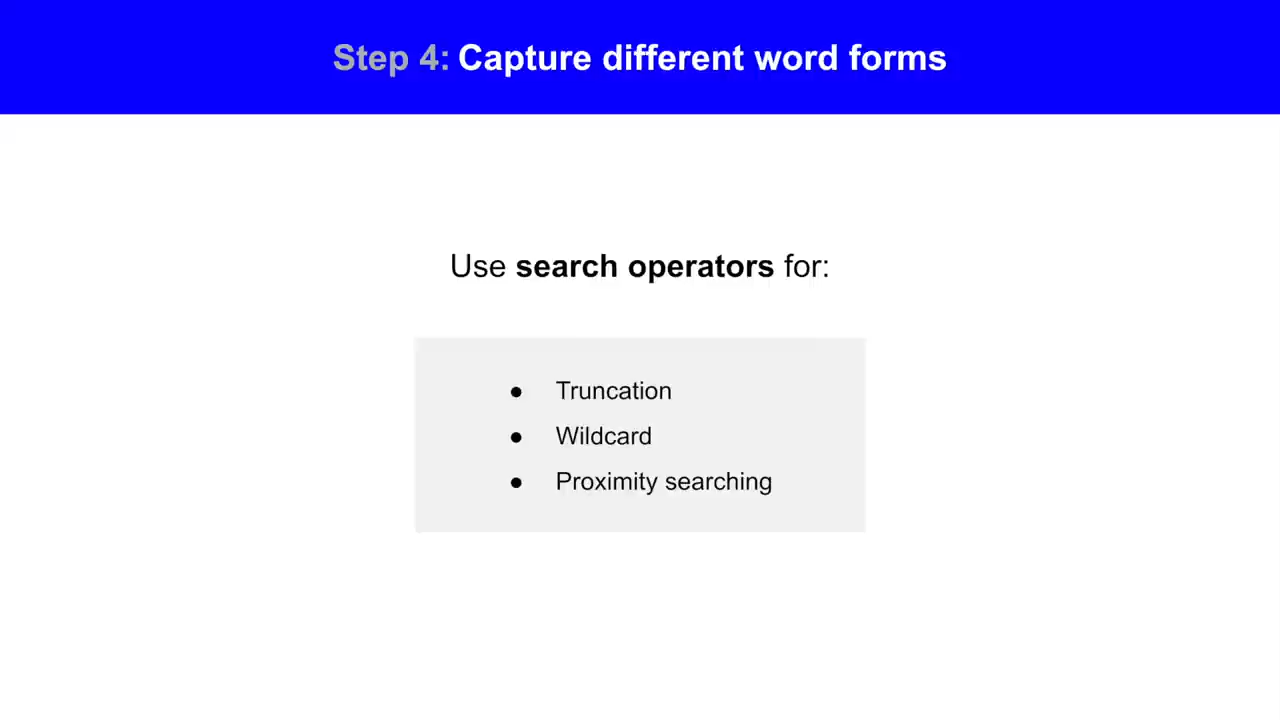 Step 4: Capture different word forms
Use search operators for:
● Truncation
● Wildcard
● Proximity searching